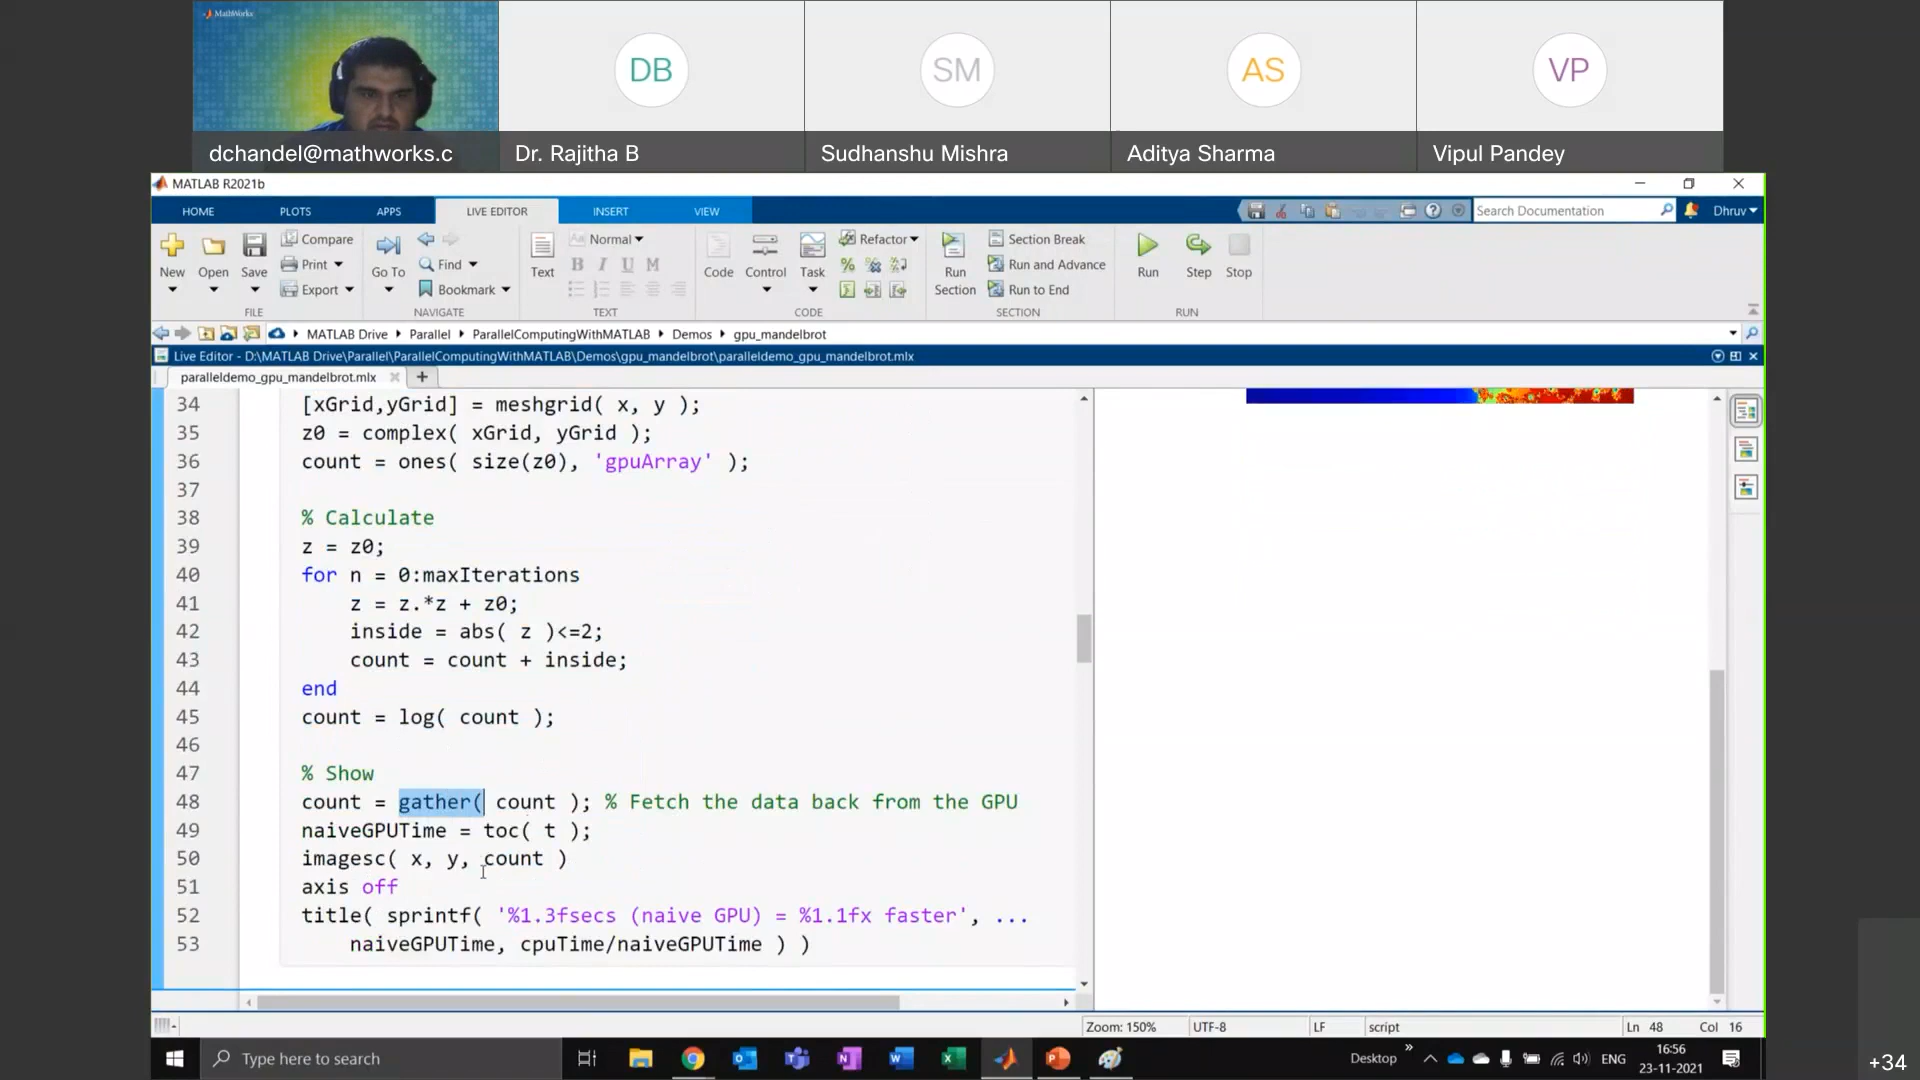 MathWorks
DB
SM
AS
VP
dchandel@mathworks.c
Dr. Rajitha B
Sudhanshu Mishra
Aditya Sharma
Vipul Pandey
MATLAB R2021b
HOME PLOTS APPS LIVE EDITOR INSERT VIEW
Search Documentation
Dhruv
New Open Save Compare Print Export
FILE
Go To Find Bookmark
NAVIGATE
Text Normal B I U M
TEXT
Code Control Task Refactor
CODE
Run Section Section Break Run and Advance Run to End
SECTION
Run Step Stop
RUN
MATLAB Drive Parallel ParallelComputingWithMATLAB Demos gpu_mandelbrot
Live Editor - D:\MATLAB Drive\Parallel\ParallelComputingWithMATLAB\Demos\gpu_mandelbrot\paralleldemo_gpu_mandelbrot.mlx
paralleldemo_gpu_mandelbrot.mlx
34 [xGrid,yGrid] = meshgrid( x, y );
35 z0 = complex( xGrid, yGrid );
36 count = ones( size(z0), 'gpuArray' );
37
38 % Calculate
39 z = z0;
40 for n = 0:maxIterations
41 z = z.*z + z0;
42 inside = abs( z )<=2;
43 count = count + inside;
44 end
45 count = log( count );
46
47 % Show
48 count = gather( count ); % Fetch the data back from the GPU
49 naiveGPUTime = toc( t );
50 imagesc( x, y, count )
51 axis off
52 title( sprintf( '%1.3fsecs (naive GPU) = %1.1fx faster', ...
53 naiveGPUTime, cpuTime/naiveGPUTime ) )
Zoom: 150% UTF-8 LF script Ln 48 Col 16
Type here to search
Desktop
ENG
16:56
23-11-2021
+34